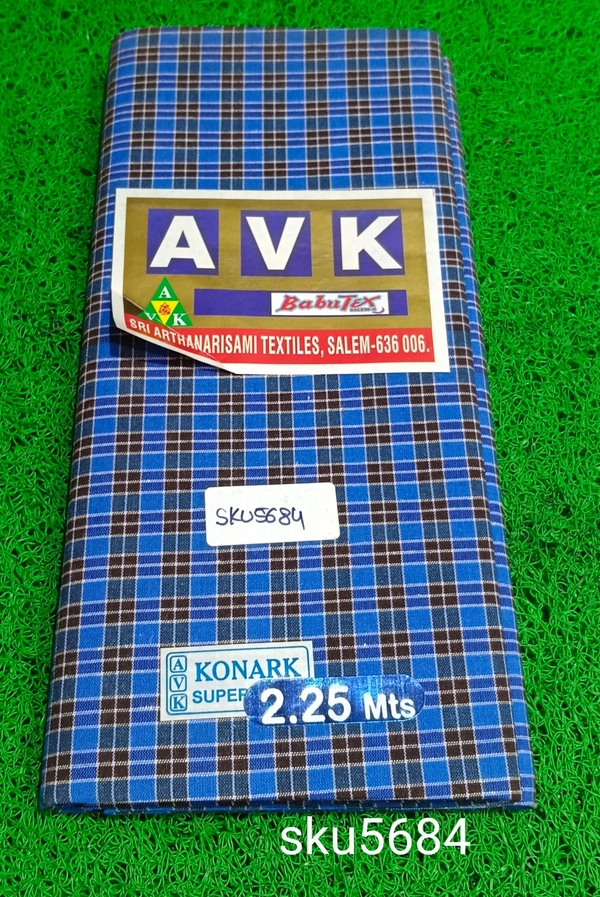 AVK
BabuTex
A
V K
SRI ARTHANARISAMI TEXTILES, SALEM-636 006.
SKU5684
A
V
K
KONARK
SUPER
2.25 Mts
sku5684